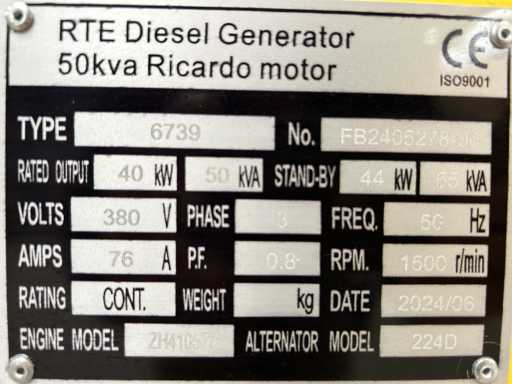 RTE Diesel Generator
50kva Ricardo motor
CE
ISO9001
TYPE 6739 No.
RATED OUTPUT 40 KW 50 KVA STAND-BY 44 KW KVA
VOLTS 380 V PHASE 3 FREQ. 50 Hz
AMPS 76 A P.F. 0.8 RPM. 1500 r/min
RATING CONT. WEIGHT kg DATE 2024/06
ENGINE MODEL ALTERNATOR MODEL 224D